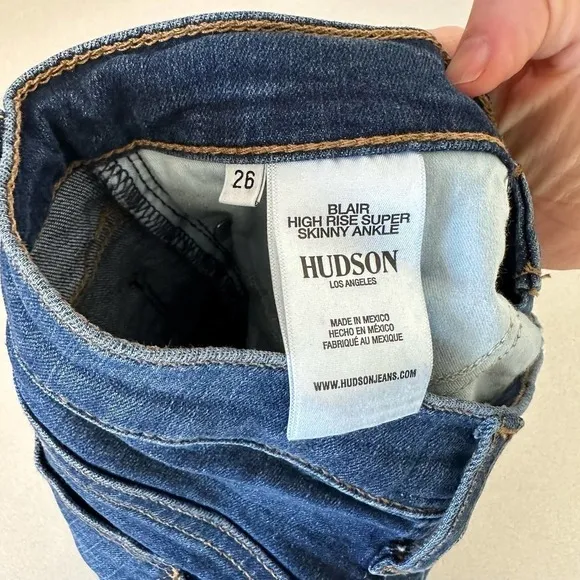 26
BLAIR
HIGH RISE SUPER
SKINNY ANKLE
HUDSON
LOS ANGELES
MADE IN MEXICO
HECHO EN MÉXICO
FABRIQUÉ AU MEXIQUE
WWW.HUDSONJEANS.COM